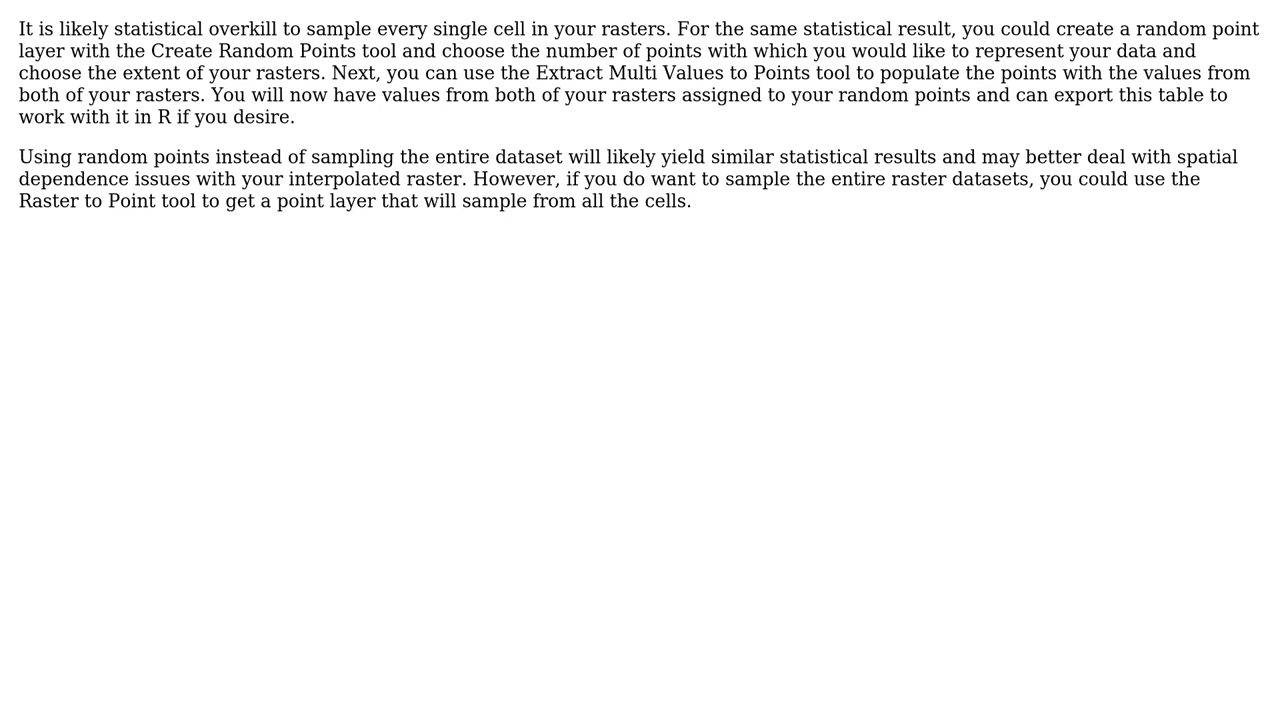 It is likely statistical overkill to sample every single cell in your rasters. For the same statistical result, you could create a random point
layer with the Create Random Points tool and choose the number of points with which you would like to represent your data and
choose the extent of your rasters. Next, you can use the Extract Multi Values to Points tool to populate the points with the values from
both of your rasters. You will now have values from both of your rasters assigned to your random points and can export this table to
work with it in R if you desire.
Using random points instead of sampling the entire dataset will likely yield similar statistical results and may better deal with spatial
dependence issues with your interpolated raster. However, if you do want to sample the entire raster datasets, you could use the
Raster to Point tool to get a point layer that will sample from all the cells.